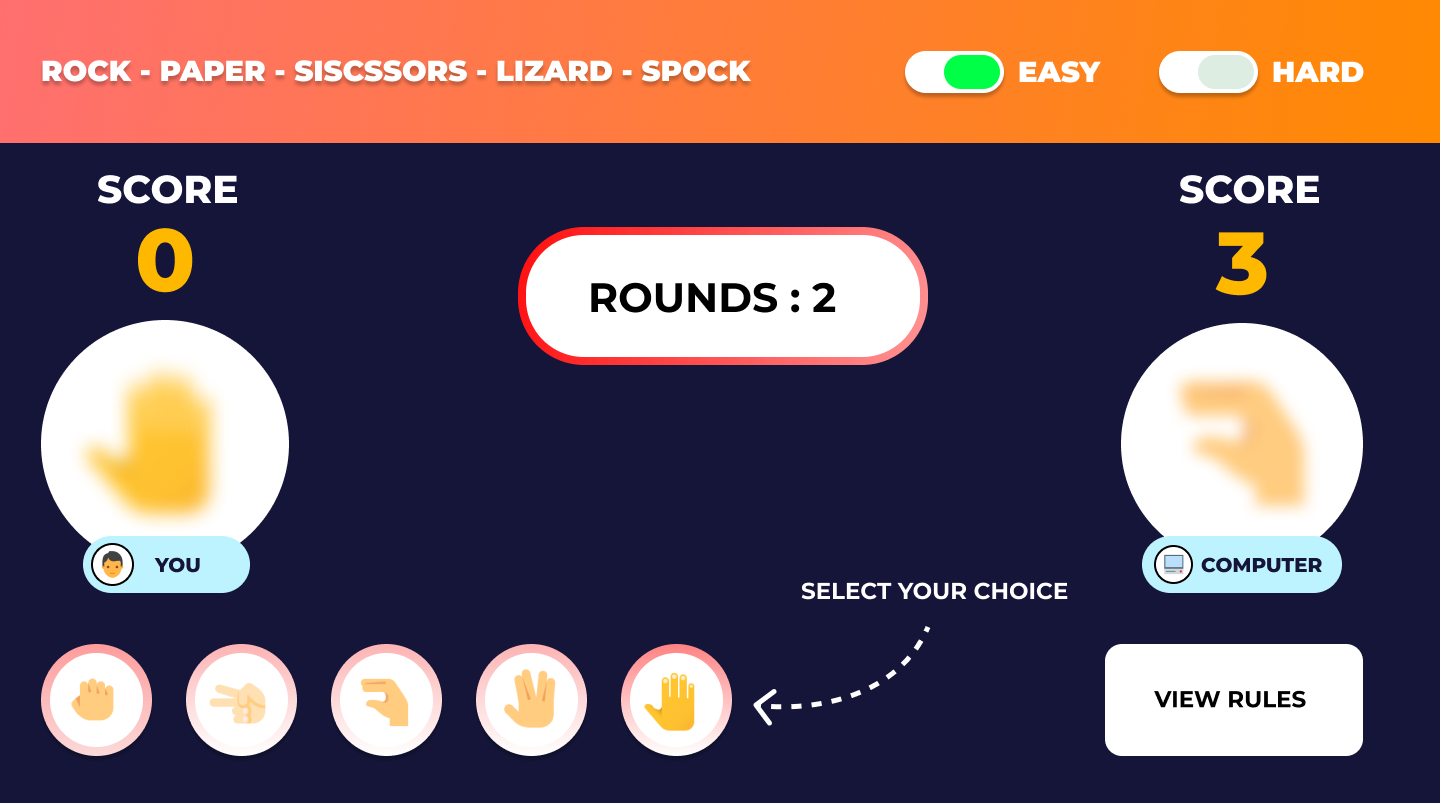 ROCK - PAPER - SISCSSORS - LIZARD - SPOCK
EASY
HARD
SCORE
0
SCORE
3
ROUNDS : 2
YOU
COMPUTER
SELECT YOUR CHOICE
VIEW RULES